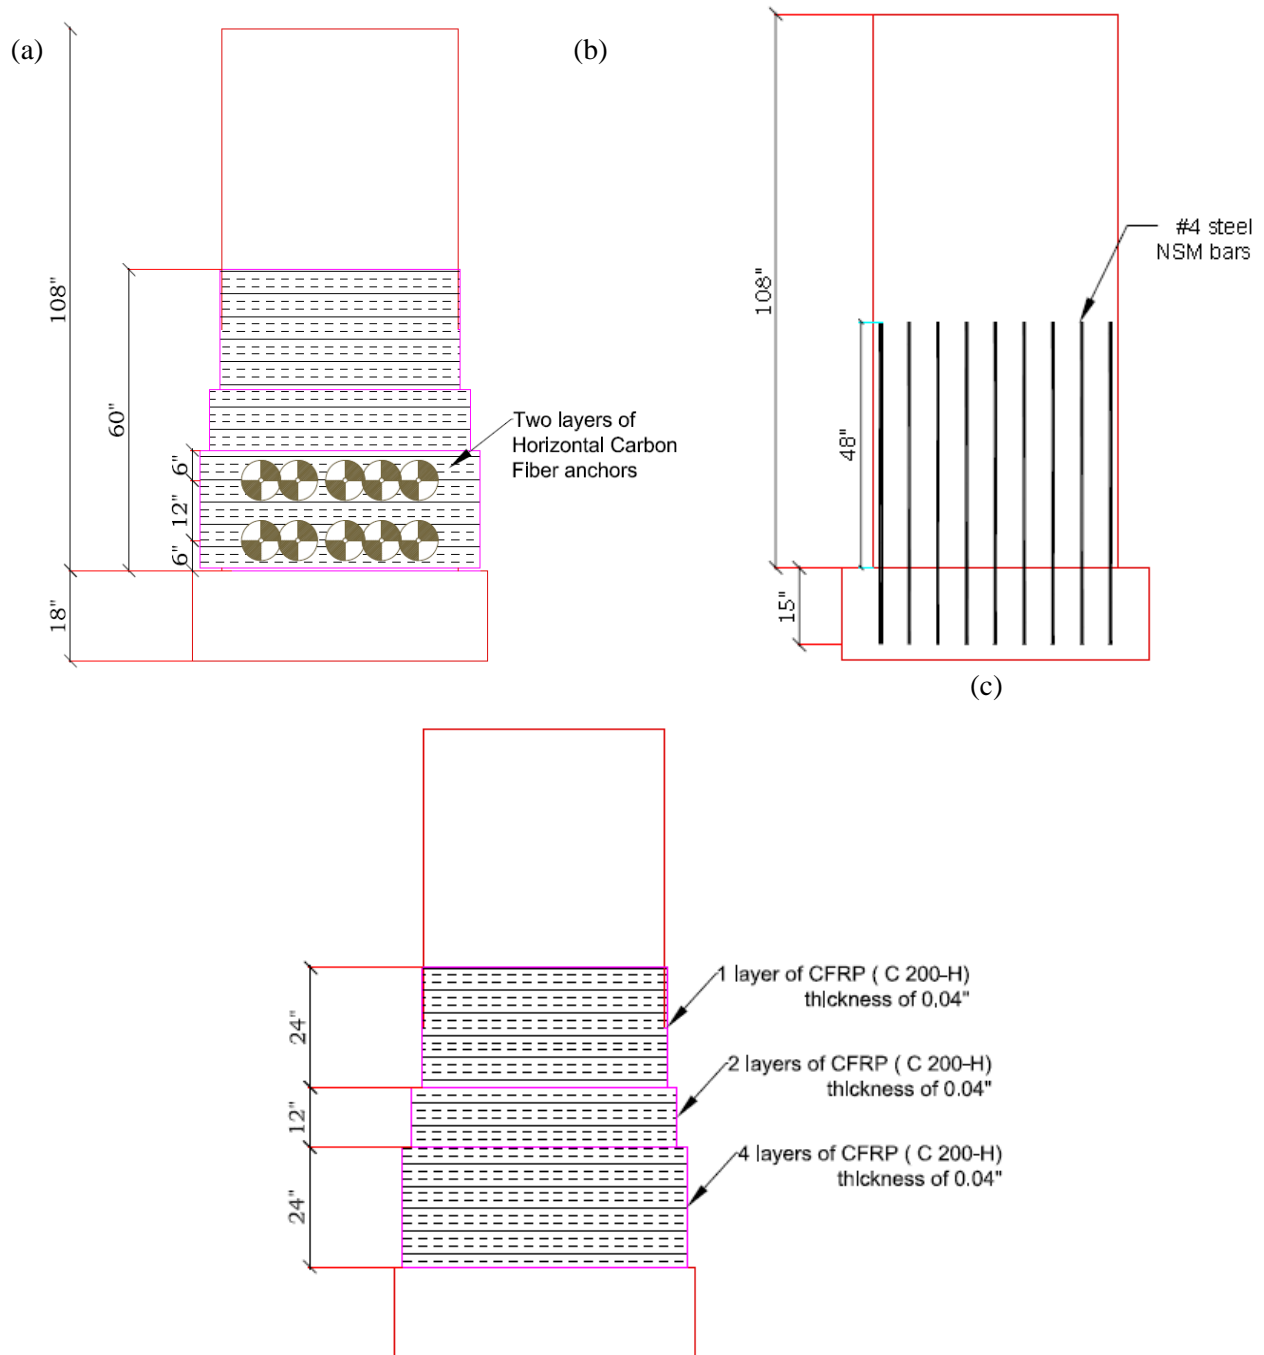 (a)
108"
60"
6"
12"
6"
18"
Two layers of
Horizontal Carbon
Fiber anchors
(b)
108"
48"
15"
#4 steel
NSM bars
(c)
24"
12"
24"
1 layer of CFRP ( C 200-H)
thickness of 0,04"
2 layers of CFRP ( C 200-H)
thickness of 0.04"
4 layers of CFRP ( C 200-H)
thickness of 0.04"